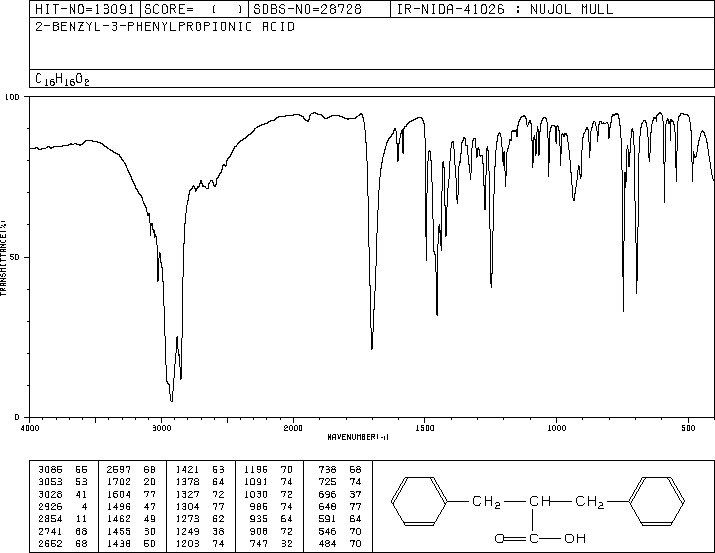 HIT-NO=13091 SCORE= ( ) SDBS-NO=28728 IR-NIDA-41026 : NUJOL MULL
2-BENZYL-3-PHENYLPROPIONIC ACID
C16H16O2
100
50
0
TRANSMITTANCE(%)
4000 3000 2000 1500 1000 500
WAVENUMBER(-1)
3086 55 2597 68 1421 53 1196 70 738 68
3053 53 1702 20 1378 64 1091 74 725 74
3028 41 1604 77 1327 72 1030 72 696 37
2926 4 1496 47 1304 77 986 74 648 77
2854 11 1462 49 1273 62 935 64 591 64
2741 68 1455 30 1249 38 908 72 546 70
2652 68 1438 50 1203 74 747 32 484 70
CH2 CH CH2
O C OH